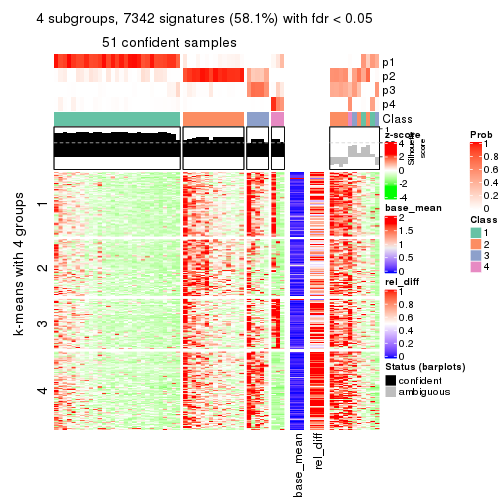 4 subgroups, 7342 signatures (58.1%) with fdr < 0.05
51 confident samples
p1
p2
p3
p4
Class
1
Silhouette
score
k-means with 4 groups
1
2
3
4
base_mean
rel_diff
z-score
4
2
0
-2
-4
base_mean
2
1.5
1
0.5
0
rel_diff
1
0.8
0.6
0.4
0.2
0
Status (barplots)
confident
ambiguous
Prob
1
0.8
0.6
0.4
0.2
0
Class
1
2
3
4